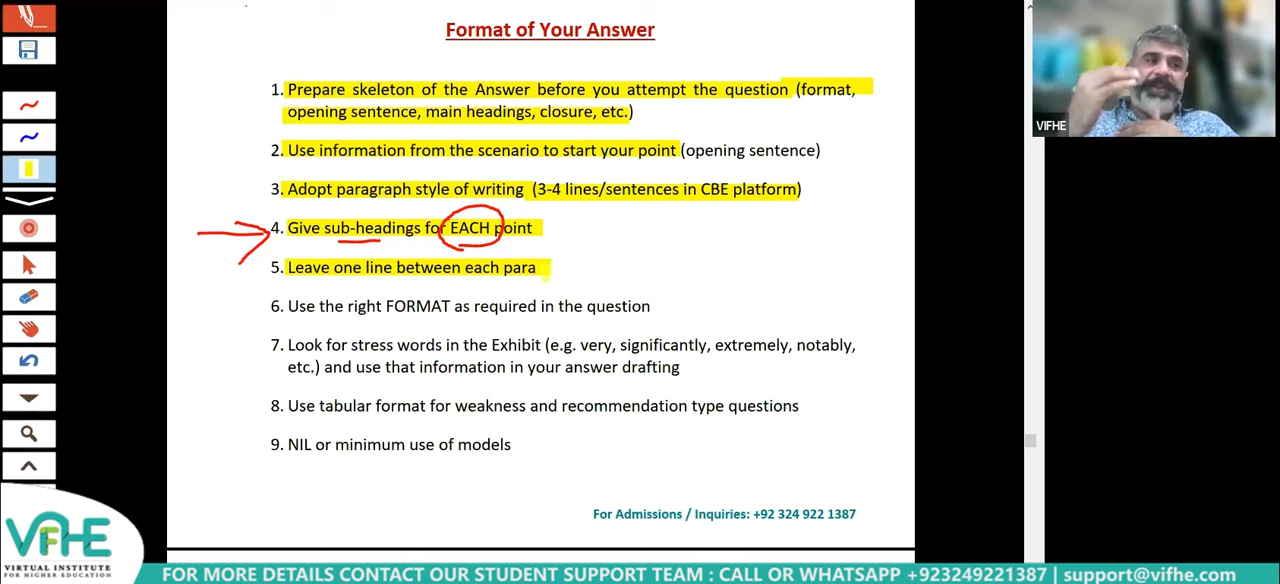 Format of Your Answer
1. Prepare skeleton of the Answer before you attempt the question (format,
opening sentence, main headings, closure, etc.)
2. Use information from the scenario to start your point (opening sentence)
3. Adopt paragraph style of writing (3-4 lines/sentences in CBE platform)
4. Give sub-headings for EACH point
5. Leave one line between each para
6. Use the right FORMAT as required in the question
7. Look for stress words in the Exhibit (e.g. very, significantly, extremely, notably,
etc.) and use that information in your answer drafting
8. Use tabular format for weakness and recommendation type questions
9. NIL or minimum use of models
For Admissions / Inquiries: +92 324 922 1387
VIFHE
VIFHE
VIRTUAL INSTITUTE
FOR HIGHER EDUCATION
FOR MORE DETAILS CONTACT OUR STUDENT SUPPORT TEAM : CALL OR WHATSAPP +923249221387 | support@vifhe.com